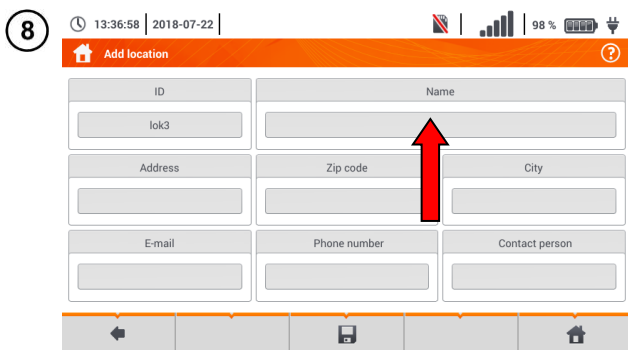 8
13:36:58 2018-07-22 98 %
Add location ?
ID Name
lok3
Address Zip code City
E-mail Phone number Contact person